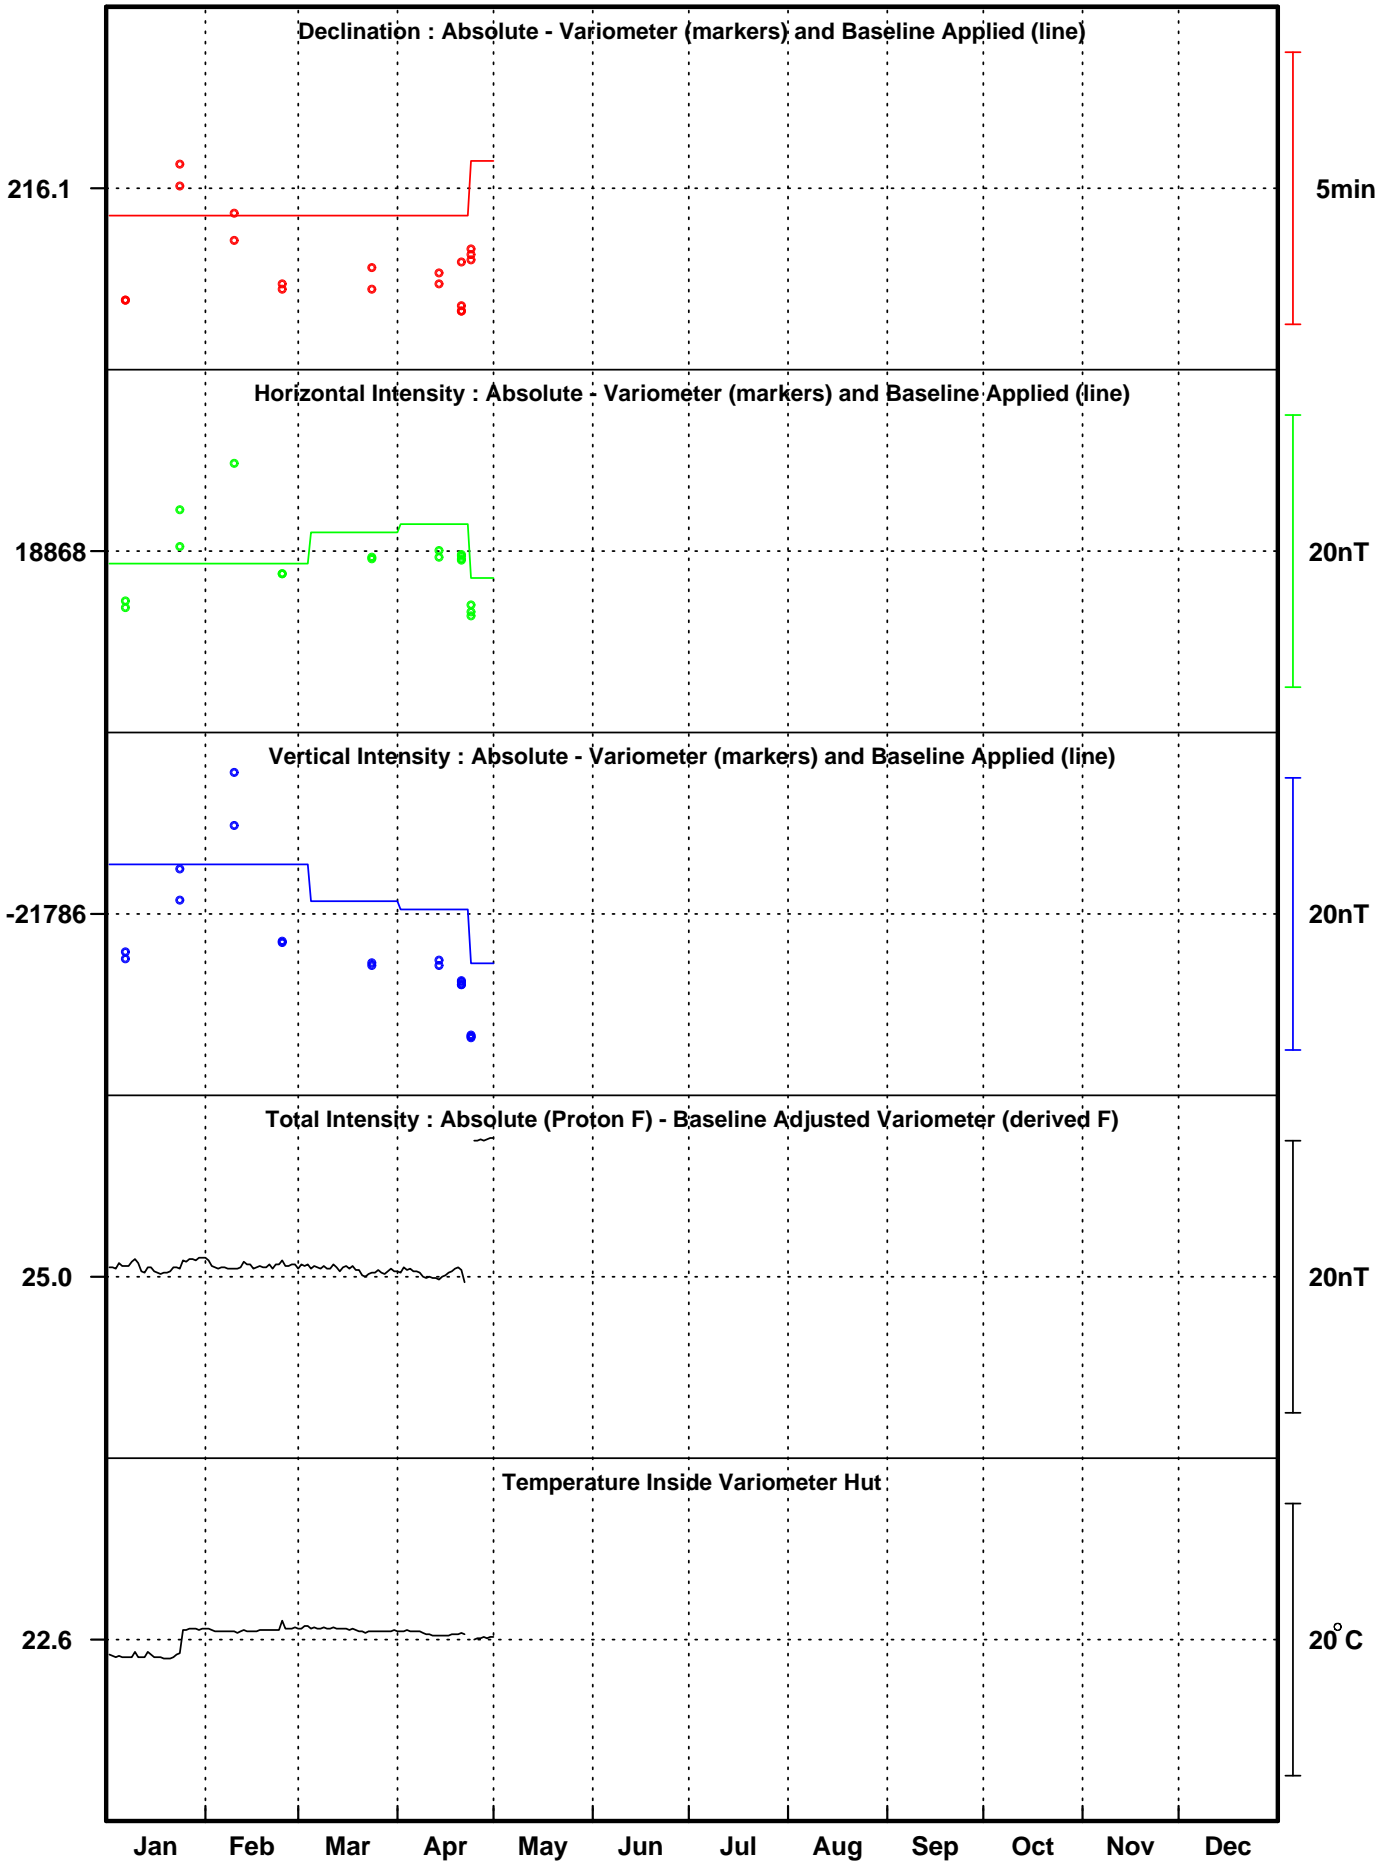 Declination : Absolute - Variometer (markers) and Baseline Applied (line)
216.1
5min
Horizontal Intensity : Absolute - Variometer (markers) and Baseline Applied (line)
18868
20nT
Vertical Intensity : Absolute - Variometer (markers) and Baseline Applied (line)
-21786
20nT
Total Intensity : Absolute (Proton F) - Baseline Adjusted Variometer (derived F)
25.0
20nT
Temperature Inside Variometer Hut
22.6
20°C
Jan Feb Mar Apr May Jun Jul Aug Sep Oct Nov Dec